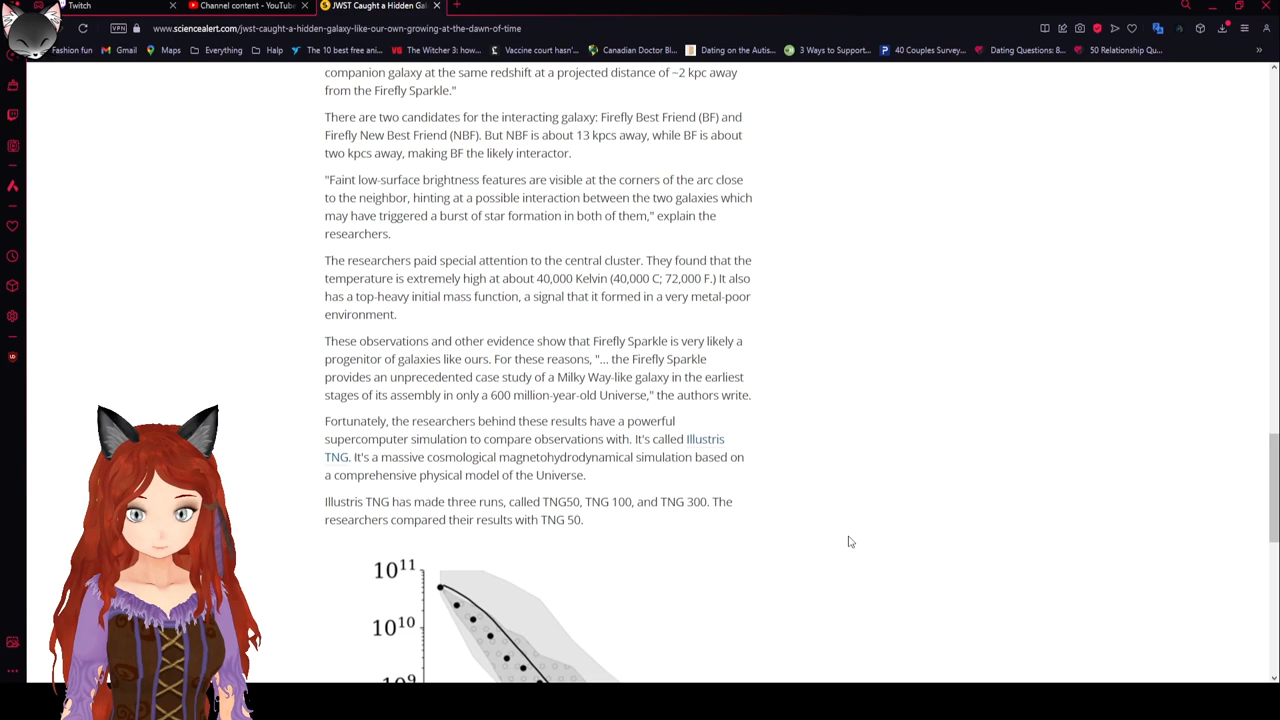 Twitch
Channel content - YouTube
JWST Caught a Hidden Gal
VPN
www.sciencealert.com/jwst-caught-a-hidden-galaxy-like-our-own-growing-at-the-dawn-of-time
Fashion fun Gmail Maps Everything Halp The 10 best free ani... The Witcher 3: how... Vaccine court hasn'... Canadian Doctor Bl... Dating on the Autis... 3 Ways to Support... 40 Couples Survey... Dating Questions: 8... 50 Relationship Qu...
companion galaxy at the same redshift at a projected distance of ~2 kpc away
from the Firefly Sparkle."
There are two candidates for the interacting galaxy: Firefly Best Friend (BF) and
Firefly New Best Friend (NBF). But NBF is about 13 kpcs away, while BF is about
two kpcs away, making BF the likely interactor.
"Faint low-surface brightness features are visible at the corners of the arc close
to the neighbor, hinting at a possible interaction between the two galaxies which
may have triggered a burst of star formation in both of them," explain the
researchers.
The researchers paid special attention to the central cluster. They found that the
temperature is extremely high at about 40,000 Kelvin (40,000 C; 72,000 F.) It also
has a top-heavy initial mass function, a signal that it formed in a very metal-poor
environment.
These observations and other evidence show that Firefly Sparkle is very likely a
progenitor of galaxies like ours. For these reasons, "... the Firefly Sparkle
provides an unprecedented case study of a Milky Way-like galaxy in the earliest
stages of its assembly in only a 600 million-year-old Universe," the authors write.
Fortunately, the researchers behind these results have a powerful
supercomputer simulation to compare observations with. It's called Illustris
TNG. It's a massive cosmological magnetohydrodynamical simulation based on
a comprehensive physical model of the Universe.
Illustris TNG has made three runs, called TNG50, TNG 100, and TNG 300. The
researchers compared their results with TNG 50.
10¹¹
10¹⁰
10⁹